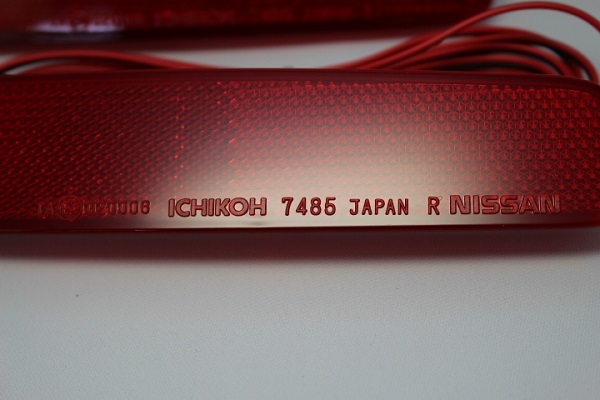 ICHIKOH 7485 JAPAN R NISSAN